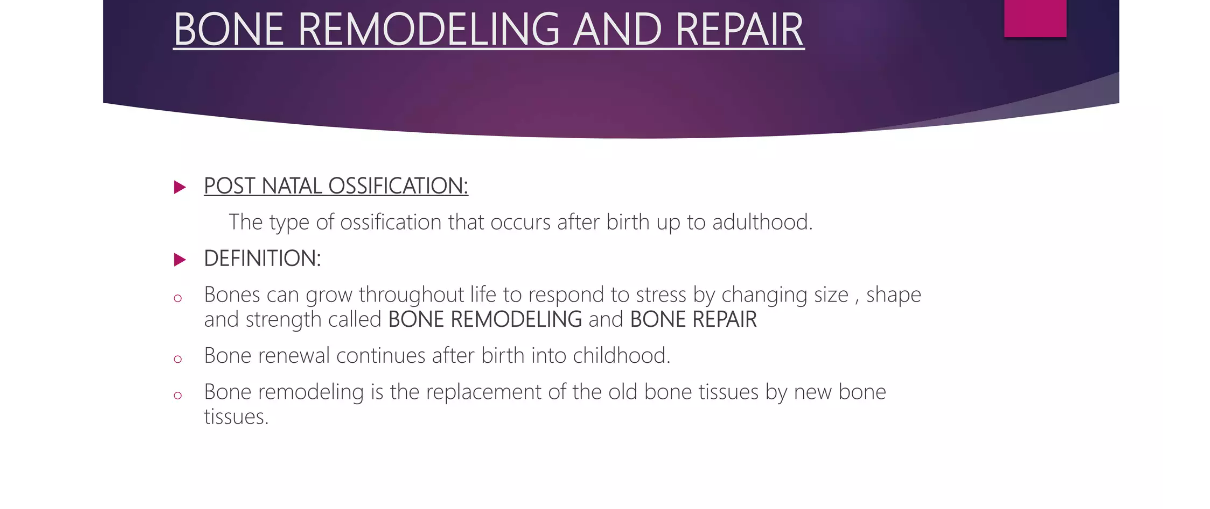 BONE REMODELING AND REPAIR
POST NATAL OSSIFICATION:
The type of ossification that occurs after birth up to adulthood.
DEFINITION:
Bones can grow throughout life to respond to stress by changing size , shape
and strength called BONE REMODELING and BONE REPAIR
Bone renewal continues after birth into childhood.
Bone remodeling is the replacement of the old bone tissues by new bone
tissues.